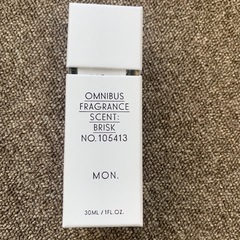 OMNIBUS
FRAGRANCE
SCENT:
BRISK
NO.105413
MON.
30ML / 1FL.OZ.